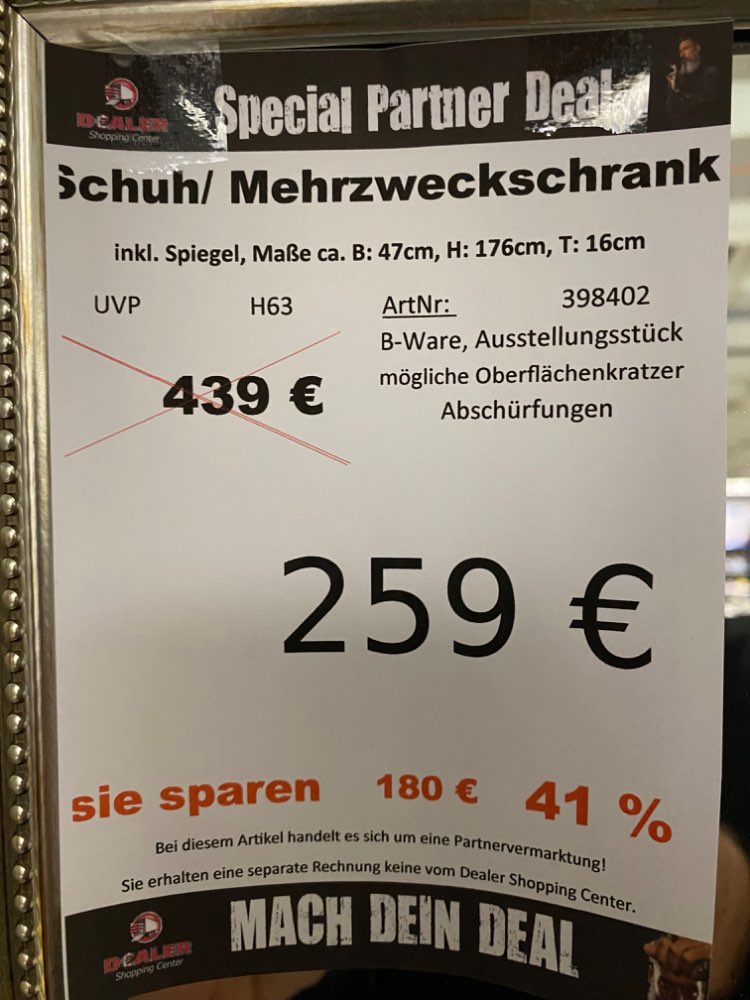 DEALER
Shopping Center
Special Partner Deal
Schuh/ Mehrzweckschrank
inkl. Spiegel, Maße ca. B: 47cm, H: 176cm, T: 16cm
UVP H63 ArtNr: 398402
B-Ware, Ausstellungsstück
439 €
mögliche Oberflächenkratzer
Abschürfungen
259 €
sie sparen 180 € 41 %
Bei diesem Artikel handelt es sich um eine Partnervermarktung!
Sie erhalten eine separate Rechnung keine vom Dealer Shopping Center.
DEALER
Shopping Center
MACH DEIN DEAL